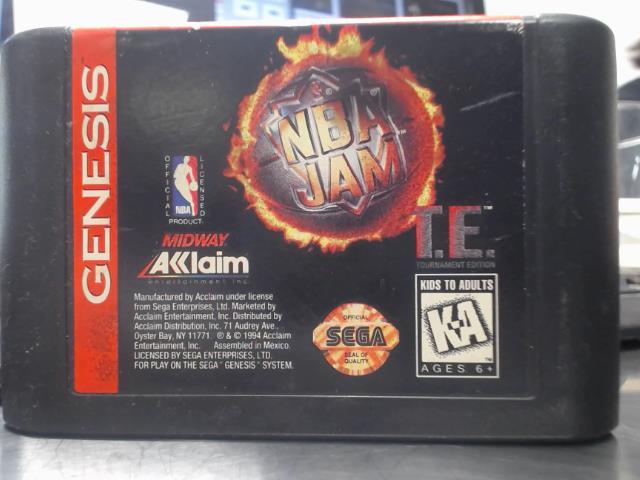 GENESIS
NBA
JAM
T.E.™
TOURNAMENT EDITION
OFFICIAL
LICENSED
NBA
PRODUCT
MIDWAY
AKklaim
entertainment inc.
Manufactured by Acclaim under license
from Sega Enterprises, Ltd. Marketed by
Acclaim Entertainment, Inc. Distributed by
Acclaim Distribution, Inc. 71 Audrey Ave.,
Oyster Bay, NY 11771. ® & © 1994 Acclaim
Entertainment, Inc. Assembled in Mexico.
LICENSED BY SEGA ENTERPRISES, LTD.
FOR PLAY ON THE SEGA™ GENESIS™ SYSTEM.
OFFICIAL
SEGA
SEAL OF
QUALITY
KIDS TO ADULTS
K-A
AGES 6+